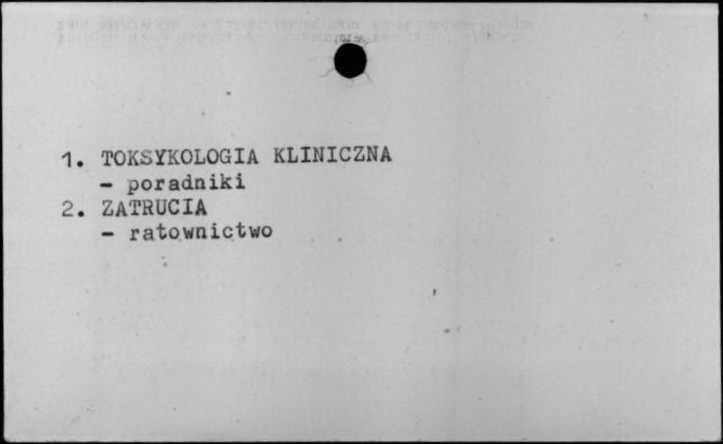 1. TOKSYKOLOGIA KLINICZNA
- poradniki
2. ZATRUCIA
- ratownictwo